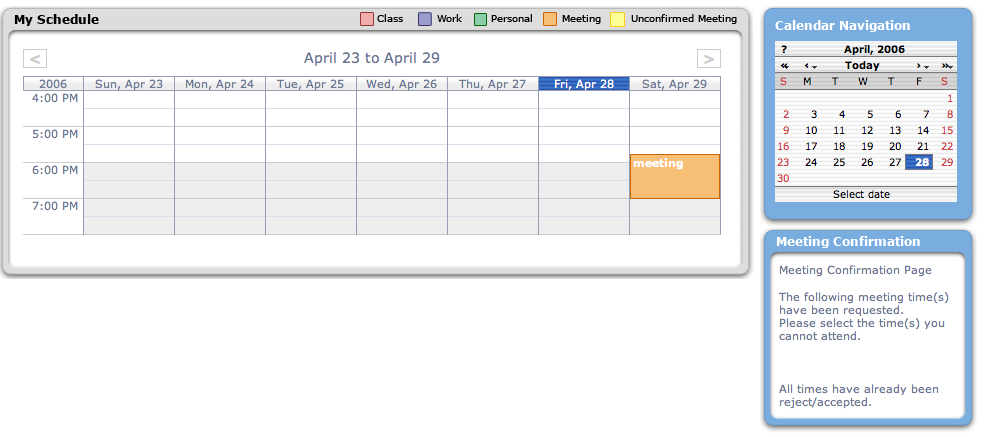 My Schedule
Class Work Personal Meeting Unconfirmed Meeting
< April 23 to April 29 >
2006 Sun, Apr 23 Mon, Apr 24 Tue, Apr 25 Wed, Apr 26 Thu, Apr 27 Fri, Apr 28 Sat, Apr 29
4:00 PM
5:00 PM
6:00 PM
meeting
7:00 PM
Calendar Navigation
? April, 2006
« ‹ Today › »
S M T W T F S
1
2 3 4 5 6 7 8
9 10 11 12 13 14 15
16 17 18 19 20 21 22
23 24 25 26 27 28 29
30
Select date
Meeting Confirmation
Meeting Confirmation Page
The following meeting time(s)
have been requested.
Please select the time(s) you
cannot attend.
All times have already been
reject/accepted.